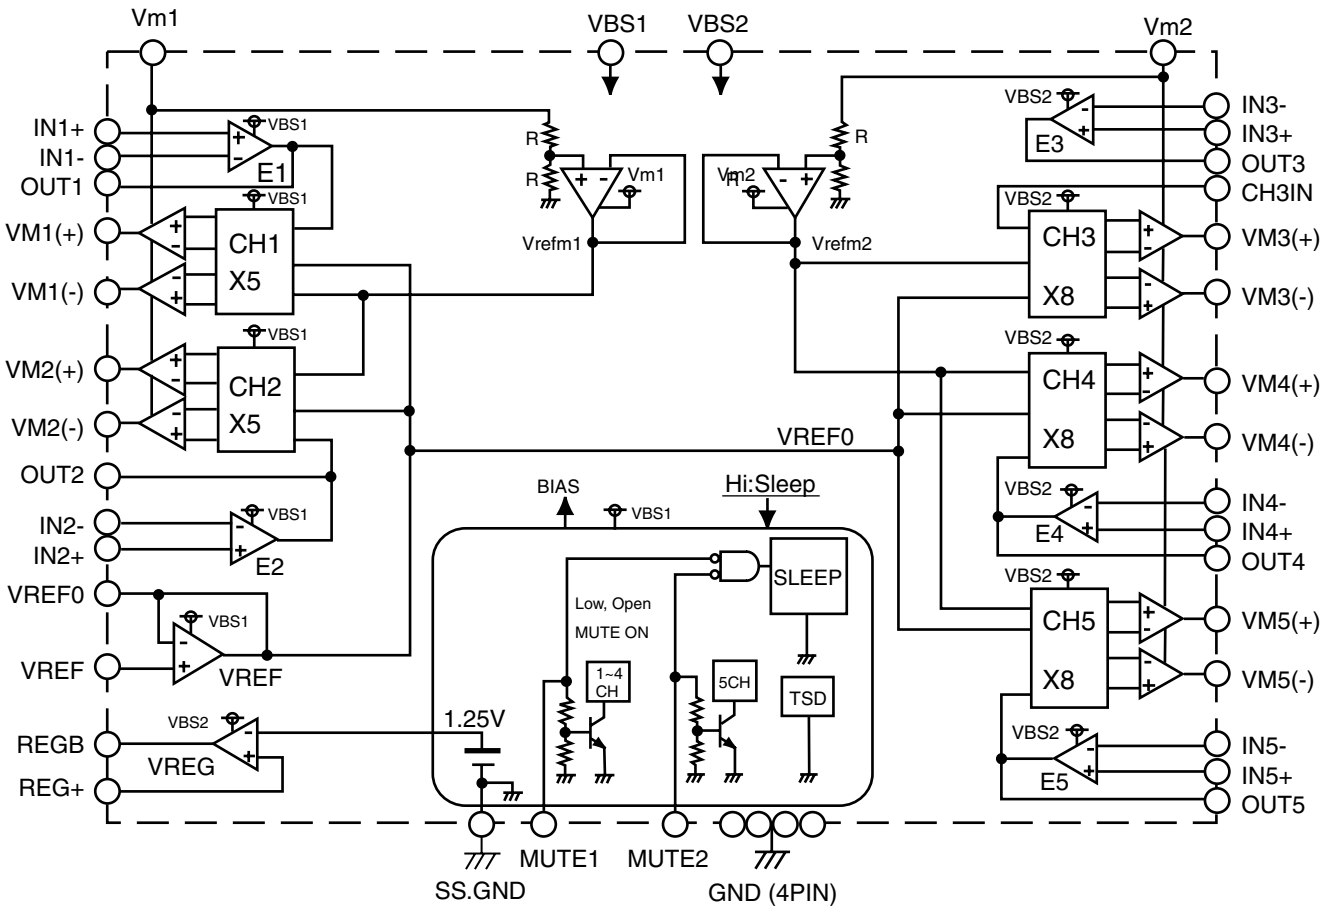 Vm1
VBS1
VBS2
Vm2
IN1+
IN1-
OUT1
VM1(+)
VM1(-)
VM2(+)
VM2(-)
OUT2
IN2-
IN2+
VREF0
VREF
REGB
REG+
VBS1
+
-
E1
VBS1
CH1
X5
+
-
-
+
VBS1
CH2
X5
+
-
-
+
VBS1
-
+
E2
VBS1
-
+
VREF
VBS2
-
+
VREG
R
R
+
-
Vm1
Vrefm1
R
R
Vm2
-
+
Vrefm2
VREF0
BIAS
VBS1
Hi:Sleep
SLEEP
Low, Open
MUTE ON
1~4
CH
5CH
TSD
1.25V
VBS2
-
+
E3
VBS2
CH3
X8
+
-
-
+
VBS2
CH4
X8
+
-
-
+
VBS2
-
+
E4
VBS2
CH5
X8
+
-
-
+
VBS2
-
+
E5
IN3-
IN3+
OUT3
CH3IN
VM3(+)
VM3(-)
VM4(+)
VM4(-)
IN4-
IN4+
OUT4
VM5(+)
VM5(-)
IN5-
IN5+
OUT5
SS.GND
MUTE1
MUTE2
GND (4PIN)